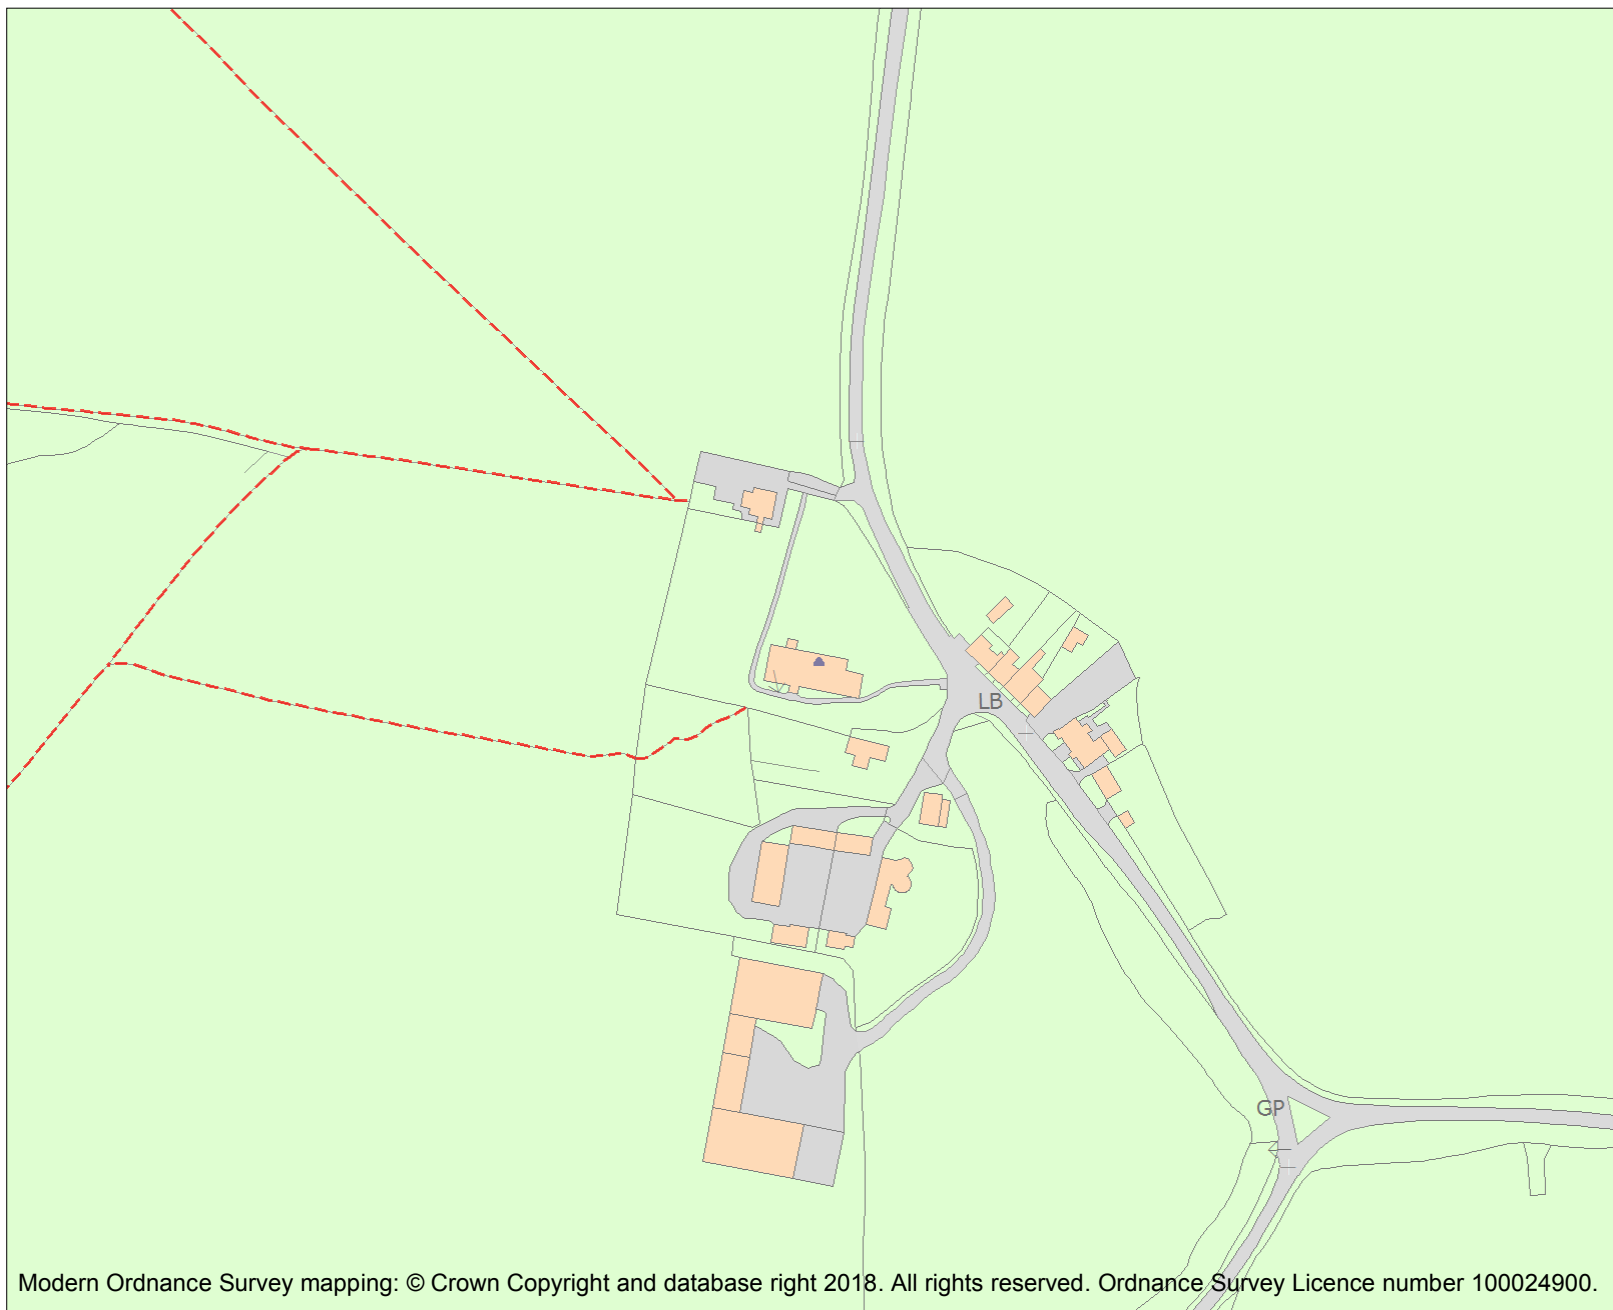 LB
GP
Modern Ordnance Survey mapping: © Crown Copyright and database right 2018. All rights reserved. Ordnance Survey Licence number 100024900.